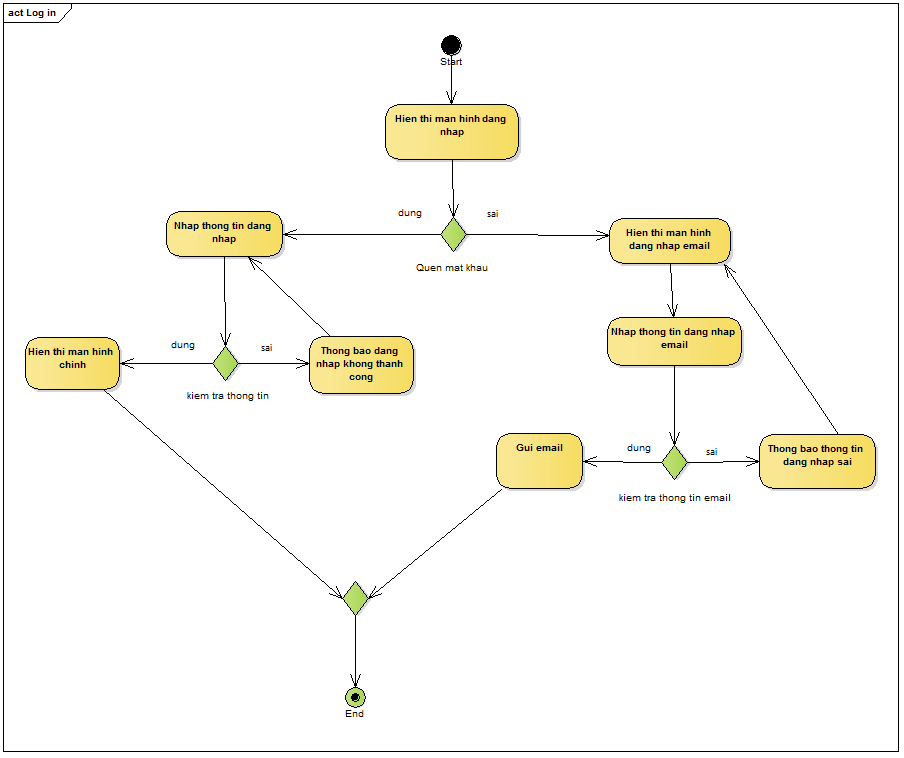 act Log in
Start
Hien thi man hinh dang
nhap
dung
sai
Nhap thong tin dang
nhap
Hien thi man hinh
dang nhap email
Quen mat khau
Nhap thong tin dang nhap
email
Hien thi man hinh
chinh
dung
sai
Thong bao dang
nhap khong thanh
cong
kiem tra thong tin
Gui email
dung
sai
Thong bao thong tin
dang nhap sai
kiem tra thong tin email
End